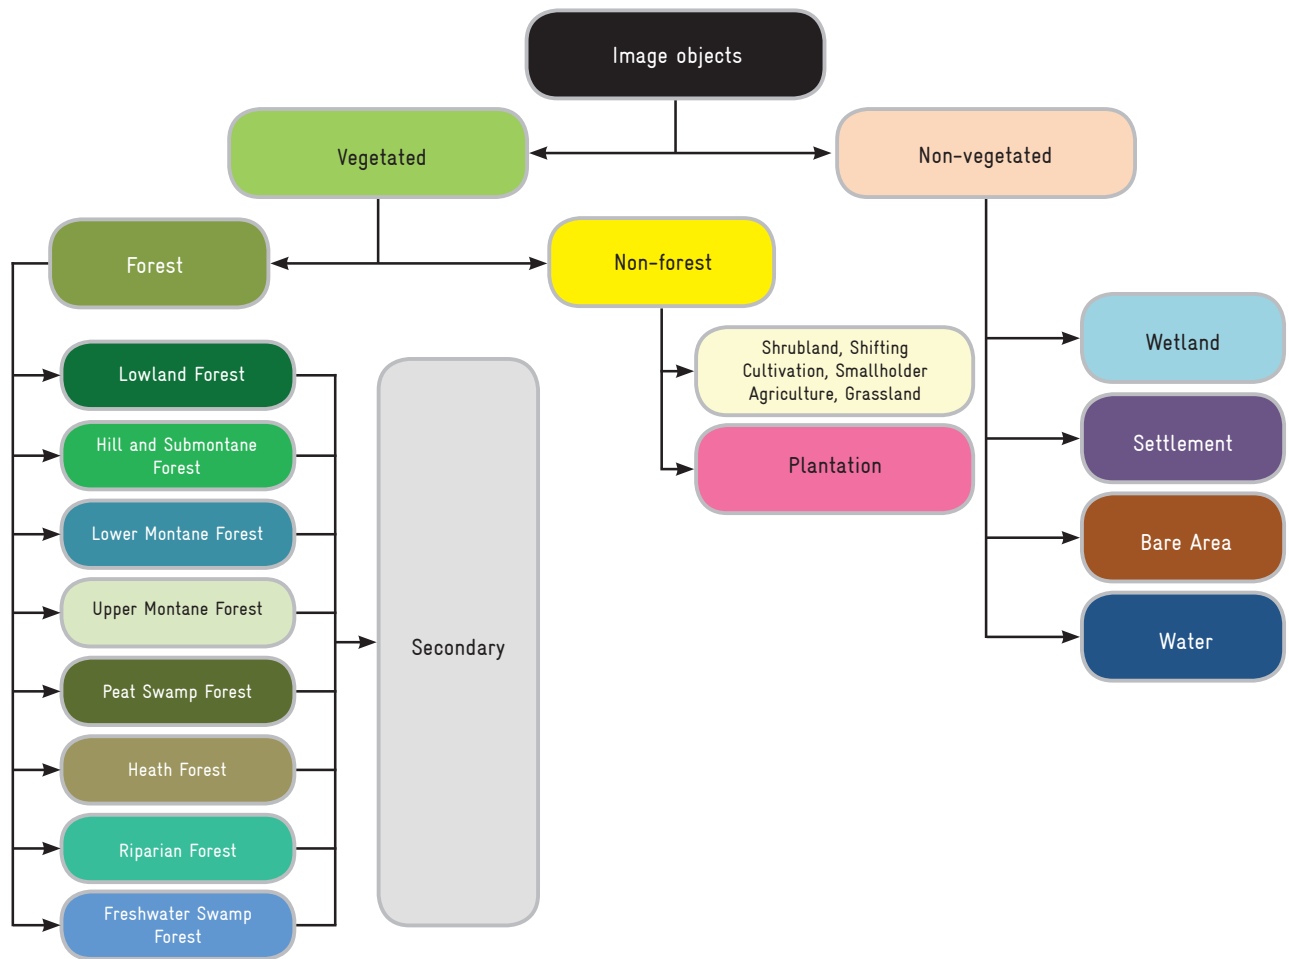 Image objects
Vegetated
Non-vegetated
Forest
Non-forest
Lowland Forest
Hill and Submontane
Forest
Lower Montane Forest
Upper Montane Forest
Peat Swamp Forest
Heath Forest
Riparian Forest
Freshwater Swamp
Forest
Secondary
Shrubland, Shifting
Cultivation, Smallholder
Agriculture, Grassland
Plantation
Wetland
Settlement
Bare Area
Water